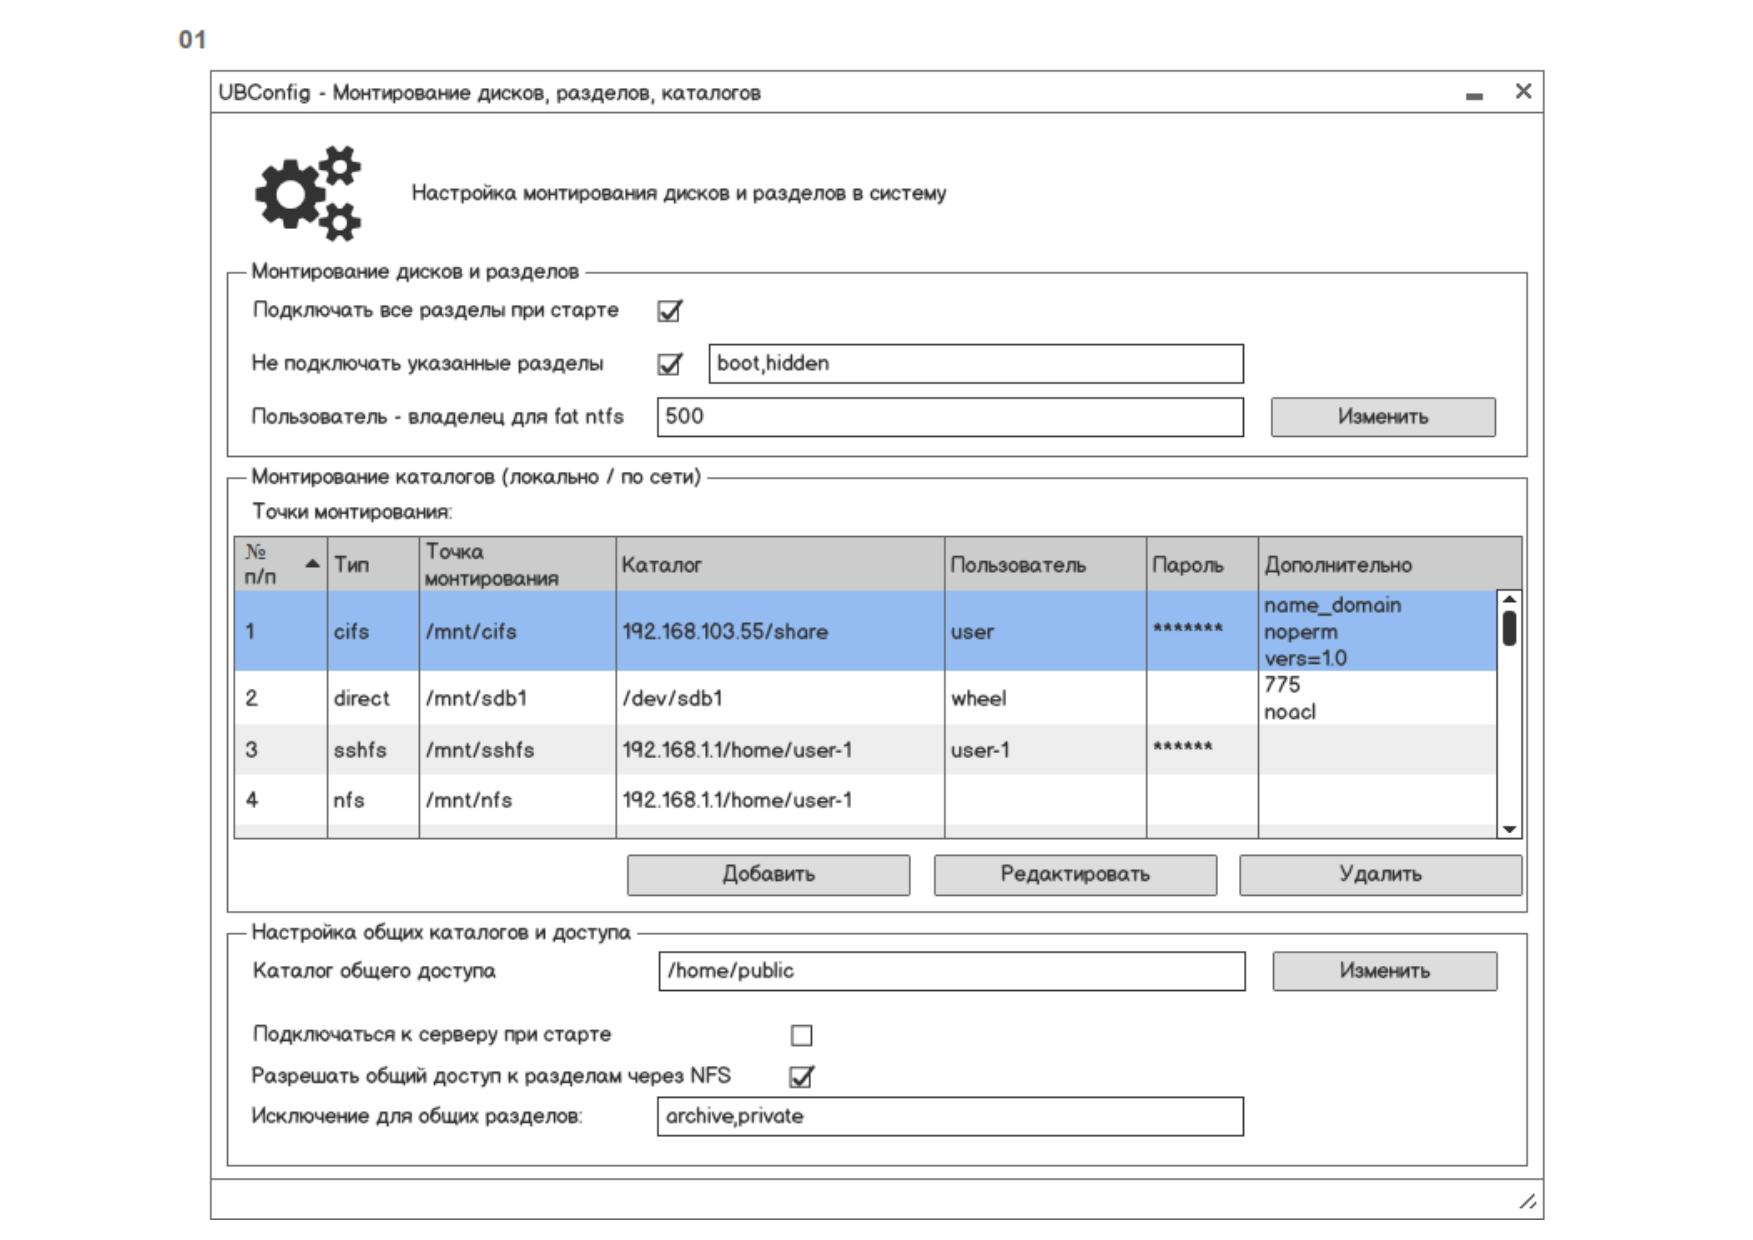 01
UBConfig - Монтирование дисков, разделов, каталогов
Настройка монтирования дисков и разделов в систему
Монтирование дисков и разделов
Подключать все разделы при старте
Не подключать указанные разделы boot,hidden
Пользователь - владелец для fat ntfs 500 Изменить
Монтирование каталогов (локально / по сети)
Точки монтирования:
№ п/п Тип Точка монтирования Каталог Пользователь Пароль Дополнительно
1 cifs /mnt/cifs 192.168.103.55/share user ******* name_domain noperm vers=1.0
2 direct /mnt/sdb1 /dev/sdb1 wheel 775 noacl
3 sshfs /mnt/sshfs 192.168.1.1/home/user-1 user-1 ******
4 nfs /mnt/nfs 192.168.1.1/home/user-1
Добавить Редактировать Удалить
Настройка общих каталогов и доступа
Каталог общего доступа /home/public Изменить
Подключаться к серверу при старте
Разрешать общий доступ к разделам через NFS
Исключение для общих разделов: archive,private